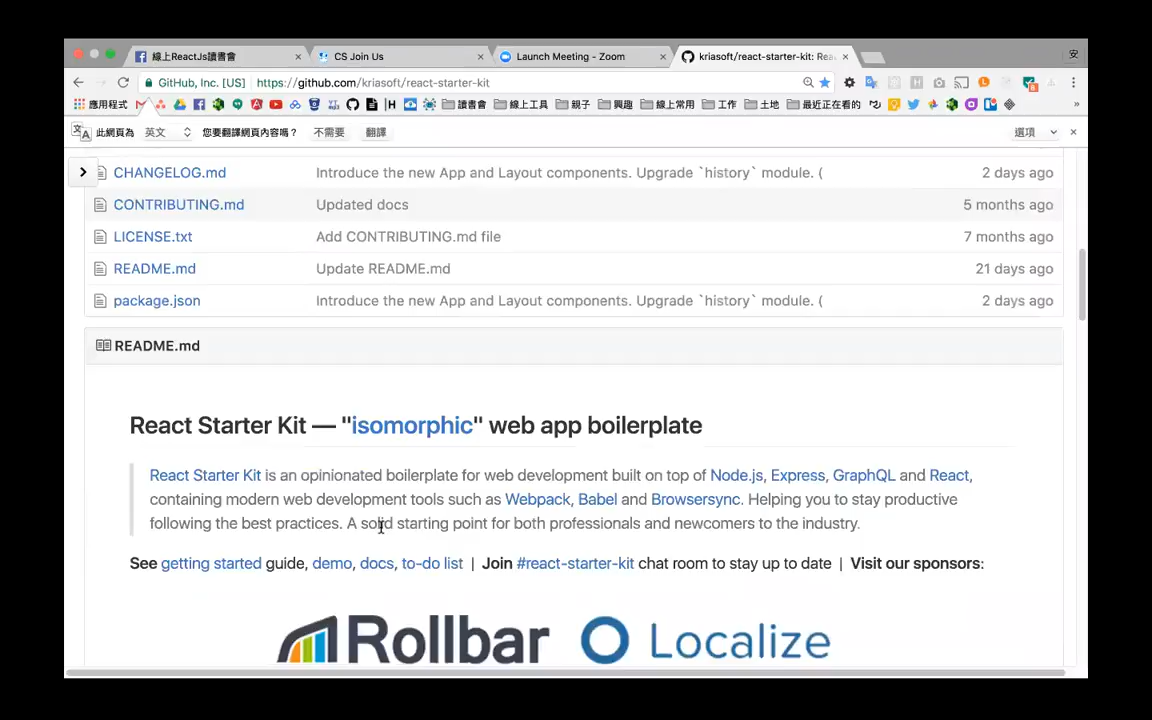 線上ReactJs讀書會
CS Join Us
Launch Meeting - Zoom
kriasoft/react-starter-kit: Rea
安
GitHub, Inc. [US]
https://github.com/kriasoft/react-starter-kit
應用程式
讀書會
線上工具
親子
興趣
線上常用
工作
土地
最近正在看的
此網頁為
英文
您要翻譯網頁內容嗎？
不需要
翻譯
選項
CHANGELOG.md Introduce the new App and Layout components. Upgrade `history` module. ( 2 days ago
CONTRIBUTING.md Updated docs 5 months ago
LICENSE.txt Add CONTRIBUTING.md file 7 months ago
README.md Update README.md 21 days ago
package.json Introduce the new App and Layout components. Upgrade `history` module. ( 2 days ago
README.md
React Starter Kit — "isomorphic" web app boilerplate
React Starter Kit is an opinionated boilerplate for web development built on top of Node.js, Express, GraphQL and React,
containing modern web development tools such as Webpack, Babel and Browsersync. Helping you to stay productive
following the best practices. A solid starting point for both professionals and newcomers to the industry.
See getting started guide, demo, docs, to-do list | Join #react-starter-kit chat room to stay up to date | Visit our sponsors:
Rollbar
Localize